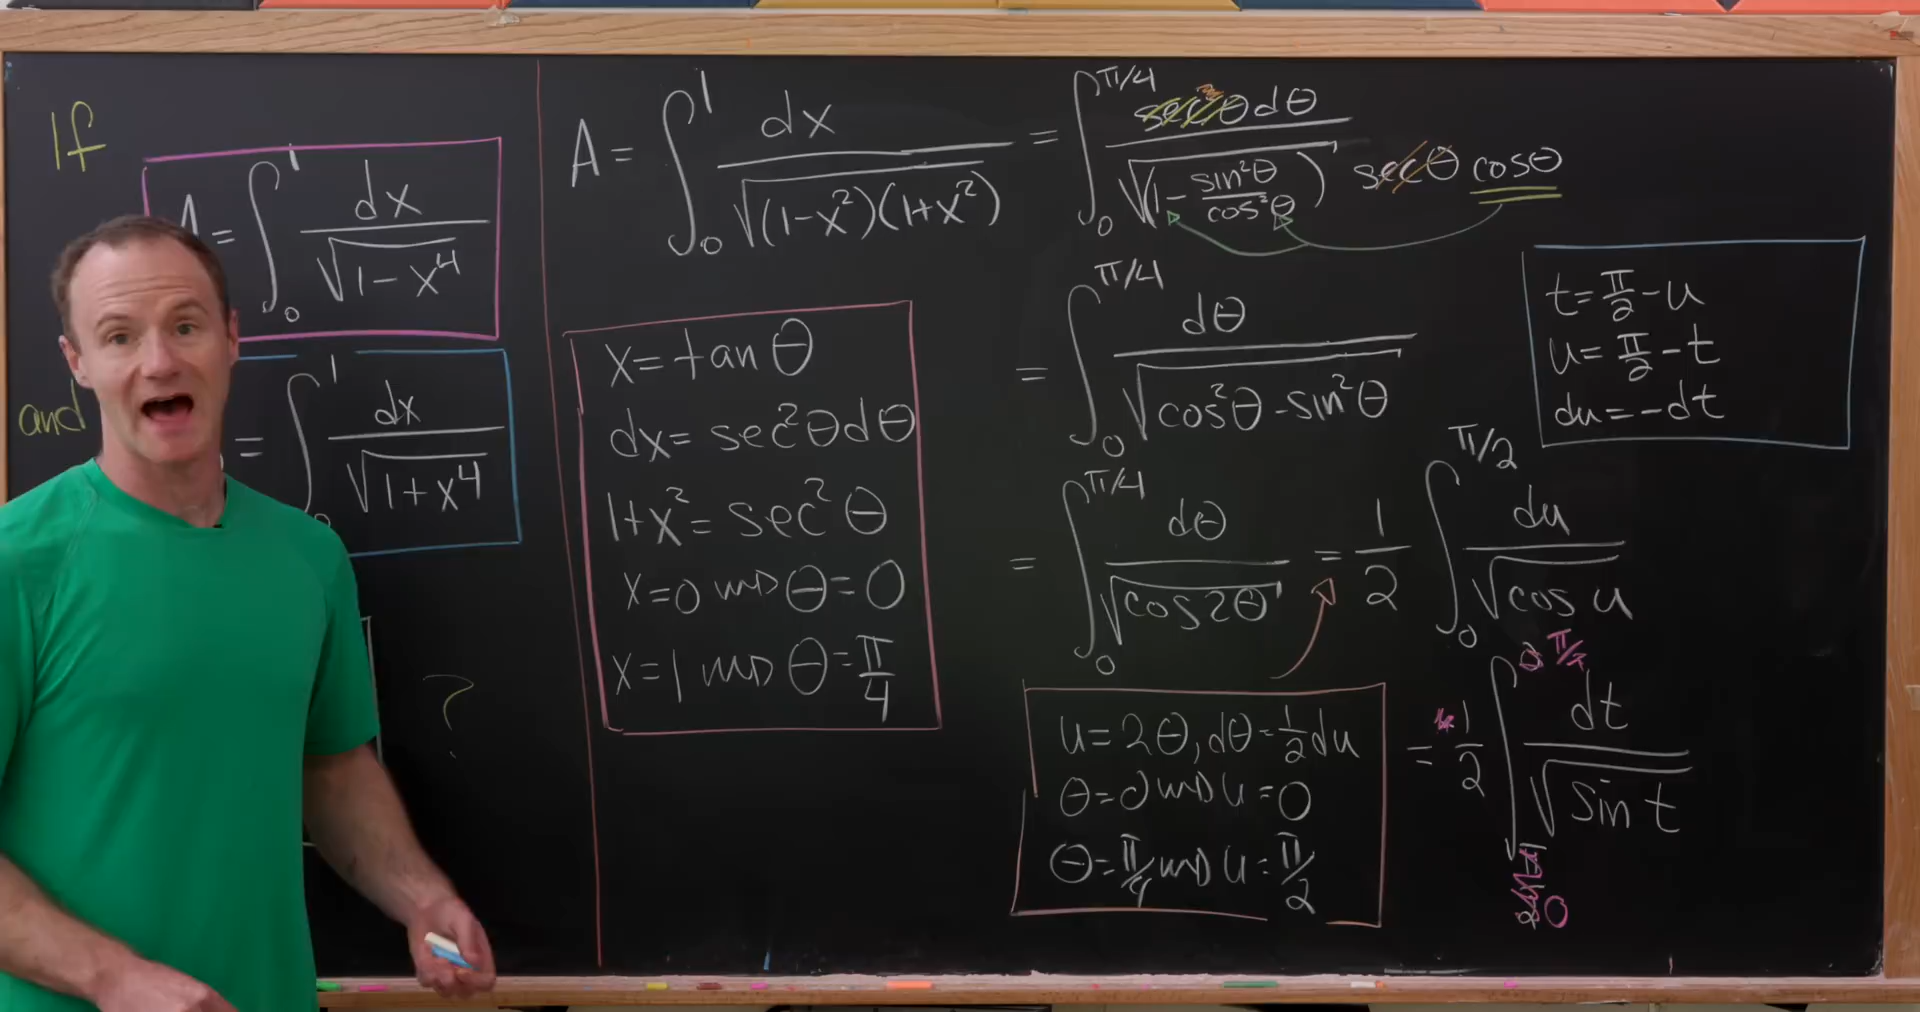 If
A = ∫₀¹ dx / √(1-x⁴)
and
= ∫₀¹ dx / √(1+x⁴)
?
A = ∫₀¹ dx / √((1-x²)(1+x²)) = ∫₀^(π/4) sec²θ dθ / (√(1 - sin²θ/cos²θ) secθ cosθ)
x = tan θ
dx = sec²θ dθ
1+x² = sec²θ
x=0 ⇝ θ=0
x=1 ⇝ θ=π/4
= ∫₀^(π/4) dθ / √(cos²θ - sin²θ)
= ∫₀^(π/4) dθ / √(cos 2θ) = 1/2 ∫₀^(π/2) du / √(cos u)
u = 2θ, dθ = 1/2 du
θ=0 ⇝ u=0
θ=π/4 ⇝ u=π/2
t = π/2 - u
u = π/2 - t
du = -dt
= 1/2 ∫₀^(π/2) dt / √(sin t)